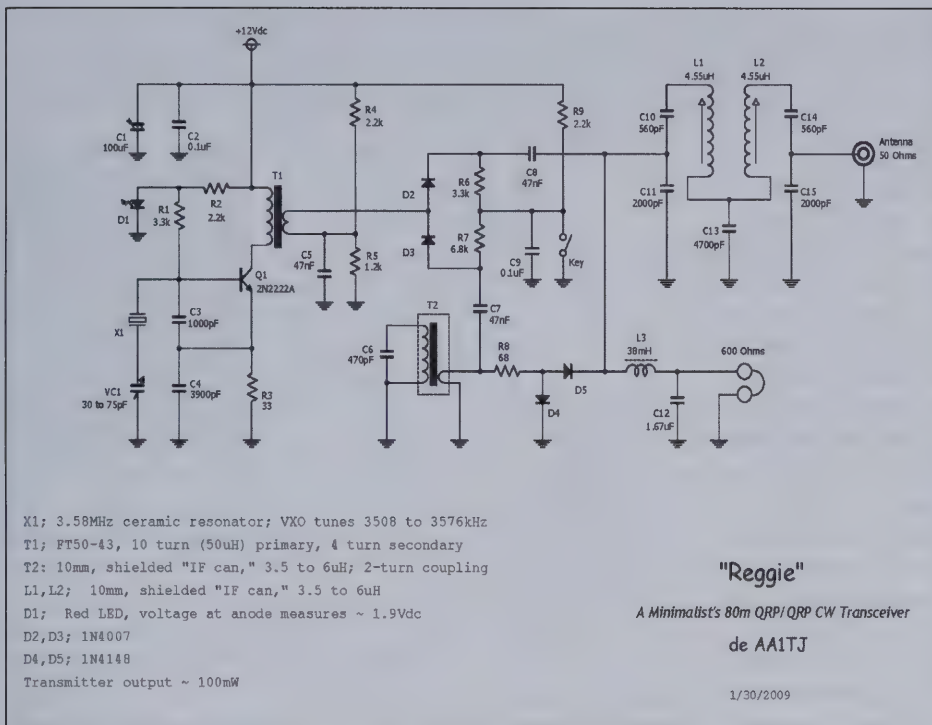 +12Vdc
C1
100uF
C2
0.1uF
T1
R4
2.2k
R9
2.2k
L1
4.55uH
L2
4.55uH
C10
560pF
C14
560pF
Antenna
50 Ohms
D1
R1
3.3k
R2
2.2k
D2
R6
3.3k
C8
47nF
C11
2000pF
C15
2000pF
C13
4700pF
D3
R7
6.8k
C9
0.1uF
Key
C5
47nF
R5
1.2k
Q1
2N2222A
X1
C3
1000pF
T2
C7
47nF
C6
470pF
R8
68
D5
L3
38mH
600 Ohms
VC1
30 to 75pF
C4
3900pF
R3
33
D4
C12
1.67uF
X1; 3.58MHz ceramic resonator; VXO tunes 3508 to 3576kHz
T1; FT50-43, 10 turn (50uH) primary, 4 turn secondary
T2: 10mm, shielded "IF can," 3.5 to 6uH; 2-turn coupling
L1,L2; 10mm, shielded "IF can," 3.5 to 6uH
D1; Red LED, voltage at anode measures ~ 1.9Vdc
D2,D3; 1N4007
D4,D5; 1N4148
Transmitter output ~ 100mW
"Reggie"
A Minimalist's 80m QRP/QRP CW Transceiver
de AA1TJ
1/30/2009